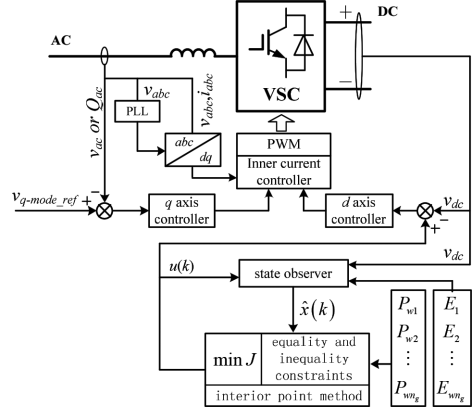 AC
+
DC
−
VSC
v_ac or Q_ac
v_abc
v_abc, i_abc
PLL
abc
dq
PWM
Inner current
controller
v_q-mode_ref
+
−
q axis
controller
d axis
controller
v_dc
+
−
v_dc
u(k)
state observer
x̂(k)
P_w1
P_w2
⋮
P_wn_g
E_1
E_2
⋮
E_wn_g
min J
equality and
inequality
constraints
interior point method